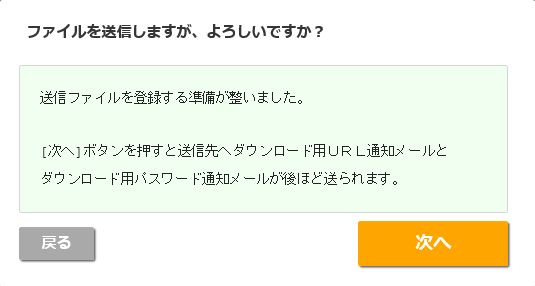 ファイルを送信しますが、よろしいですか？
送信ファイルを登録する準備が整いました。
[次へ]ボタンを押すと送信先へダウンロード用ＵＲＬ通知メールと
ダウンロード用パスワード通知メールが後ほど送られます。
戻る
次へ